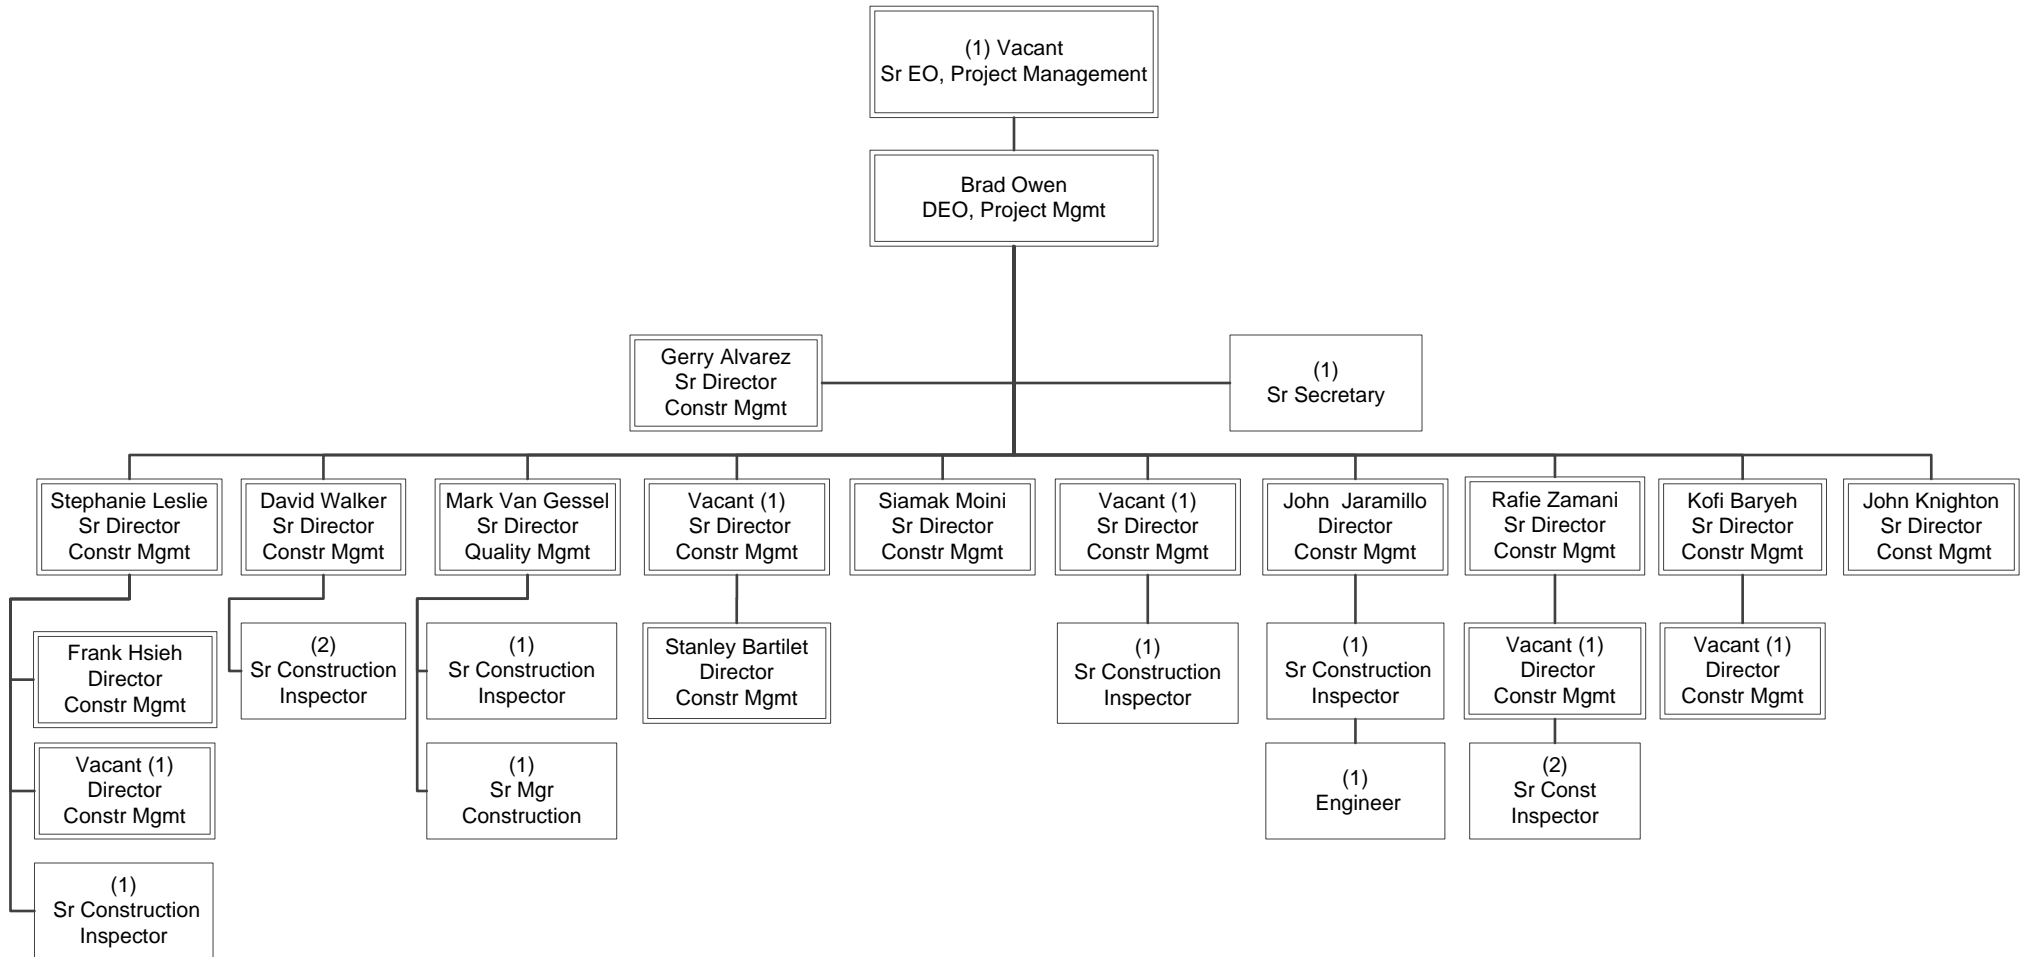 (1) Vacant
Sr EO, Project Management
Brad Owen
DEO, Project Mgmt
Gerry Alvarez
Sr Director
Constr Mgmt
(1)
Sr Secretary
Stephanie Leslie
Sr Director
Constr Mgmt
David Walker
Sr Director
Constr Mgmt
Mark Van Gessel
Sr Director
Quality Mgmt
Vacant (1)
Sr Director
Constr Mgmt
Siamak Moini
Sr Director
Constr Mgmt
Vacant (1)
Sr Director
Constr Mgmt
John Jaramillo
Director
Constr Mgmt
Rafie Zamani
Sr Director
Constr Mgmt
Kofi Baryeh
Sr Director
Constr Mgmt
John Knighton
Sr Director
Const Mgmt
Frank Hsieh
Director
Constr Mgmt
(2)
Sr Construction
Inspector
(1)
Sr Construction
Inspector
Stanley Bartilet
Director
Constr Mgmt
(1)
Sr Construction
Inspector
(1)
Sr Construction
Inspector
Vacant (1)
Director
Constr Mgmt
Vacant (1)
Director
Constr Mgmt
Vacant (1)
Director
Constr Mgmt
(1)
Sr Mgr
Construction
(1)
Engineer
(2)
Sr Const
Inspector
(1)
Sr Construction
Inspector